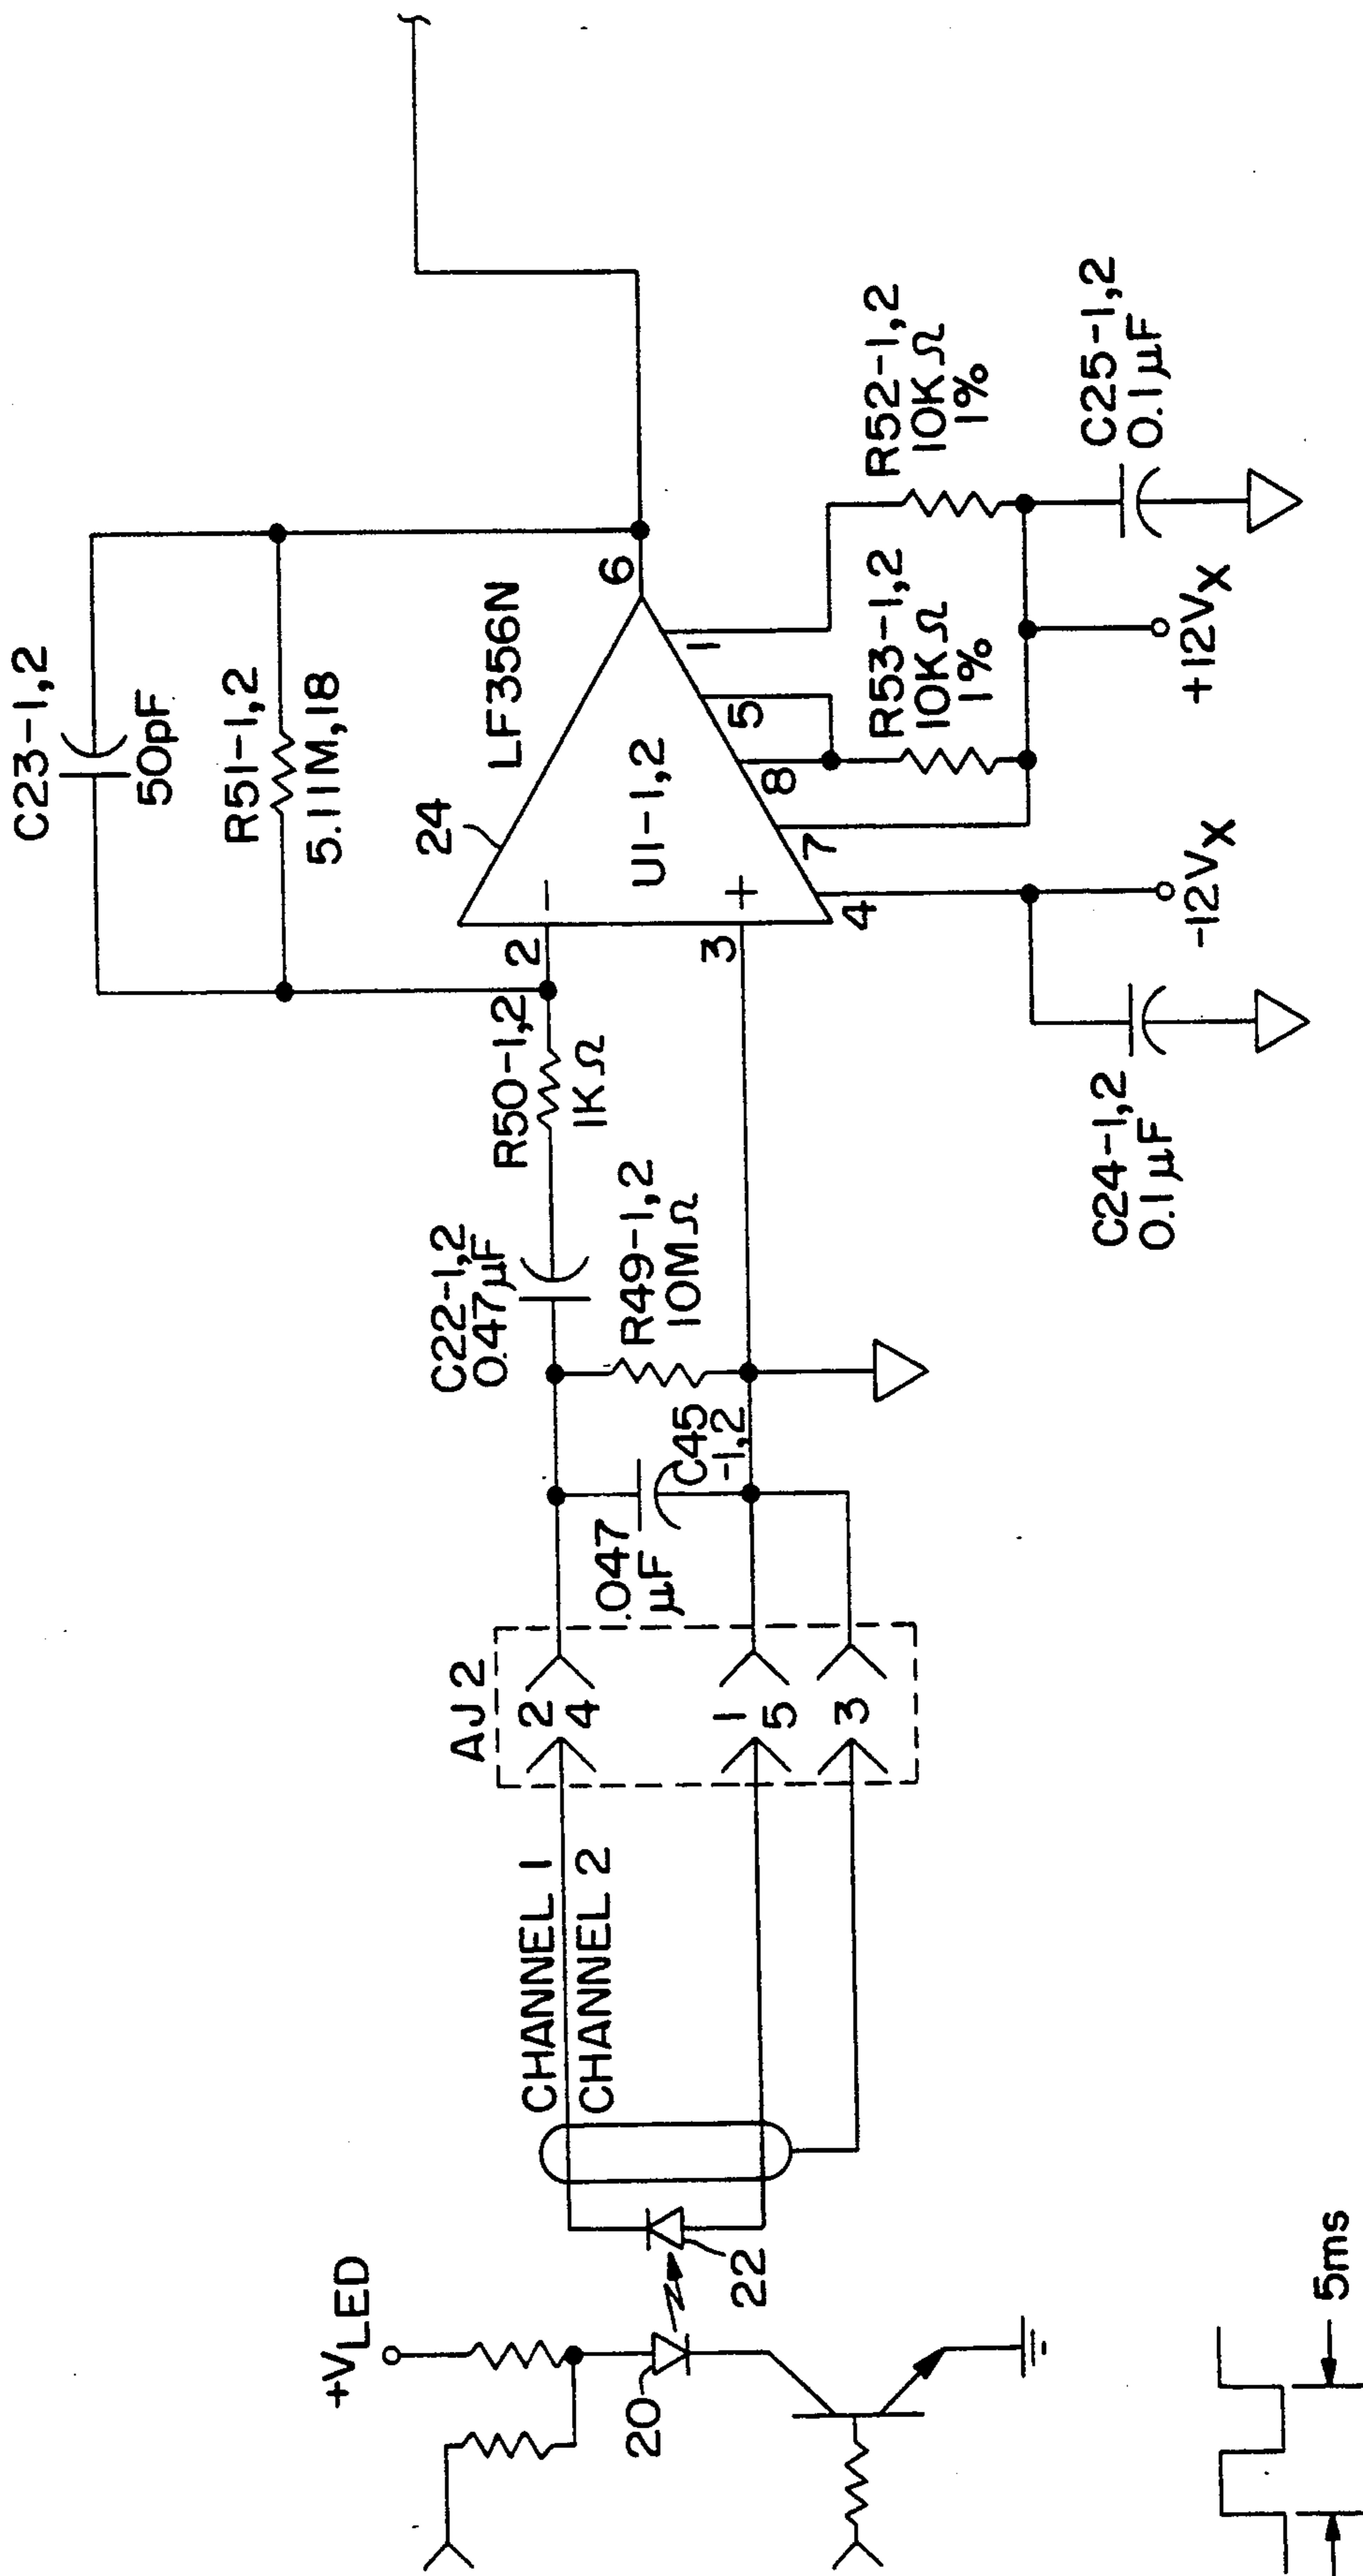 +VLED
20
22
5ms
CHANNEL 1
CHANNEL 2
AJ2
2
4
1
5
3
.047
µF
C45
-1,2
C22-1,2
0.47µF
R49-1,2
10MΩ
R50-1,2
1KΩ
C23-1,2
50pF
R51-1,2
5.11M,18
24
LF356N
U1-1,2
-
+
2
3
4
7
8
5
1
6
C24-1,2
0.1µF
-12VX
+12VX
R53-1,2
10KΩ
1%
R52-1,2
10KΩ
1%
C25-1,2
0.1µF